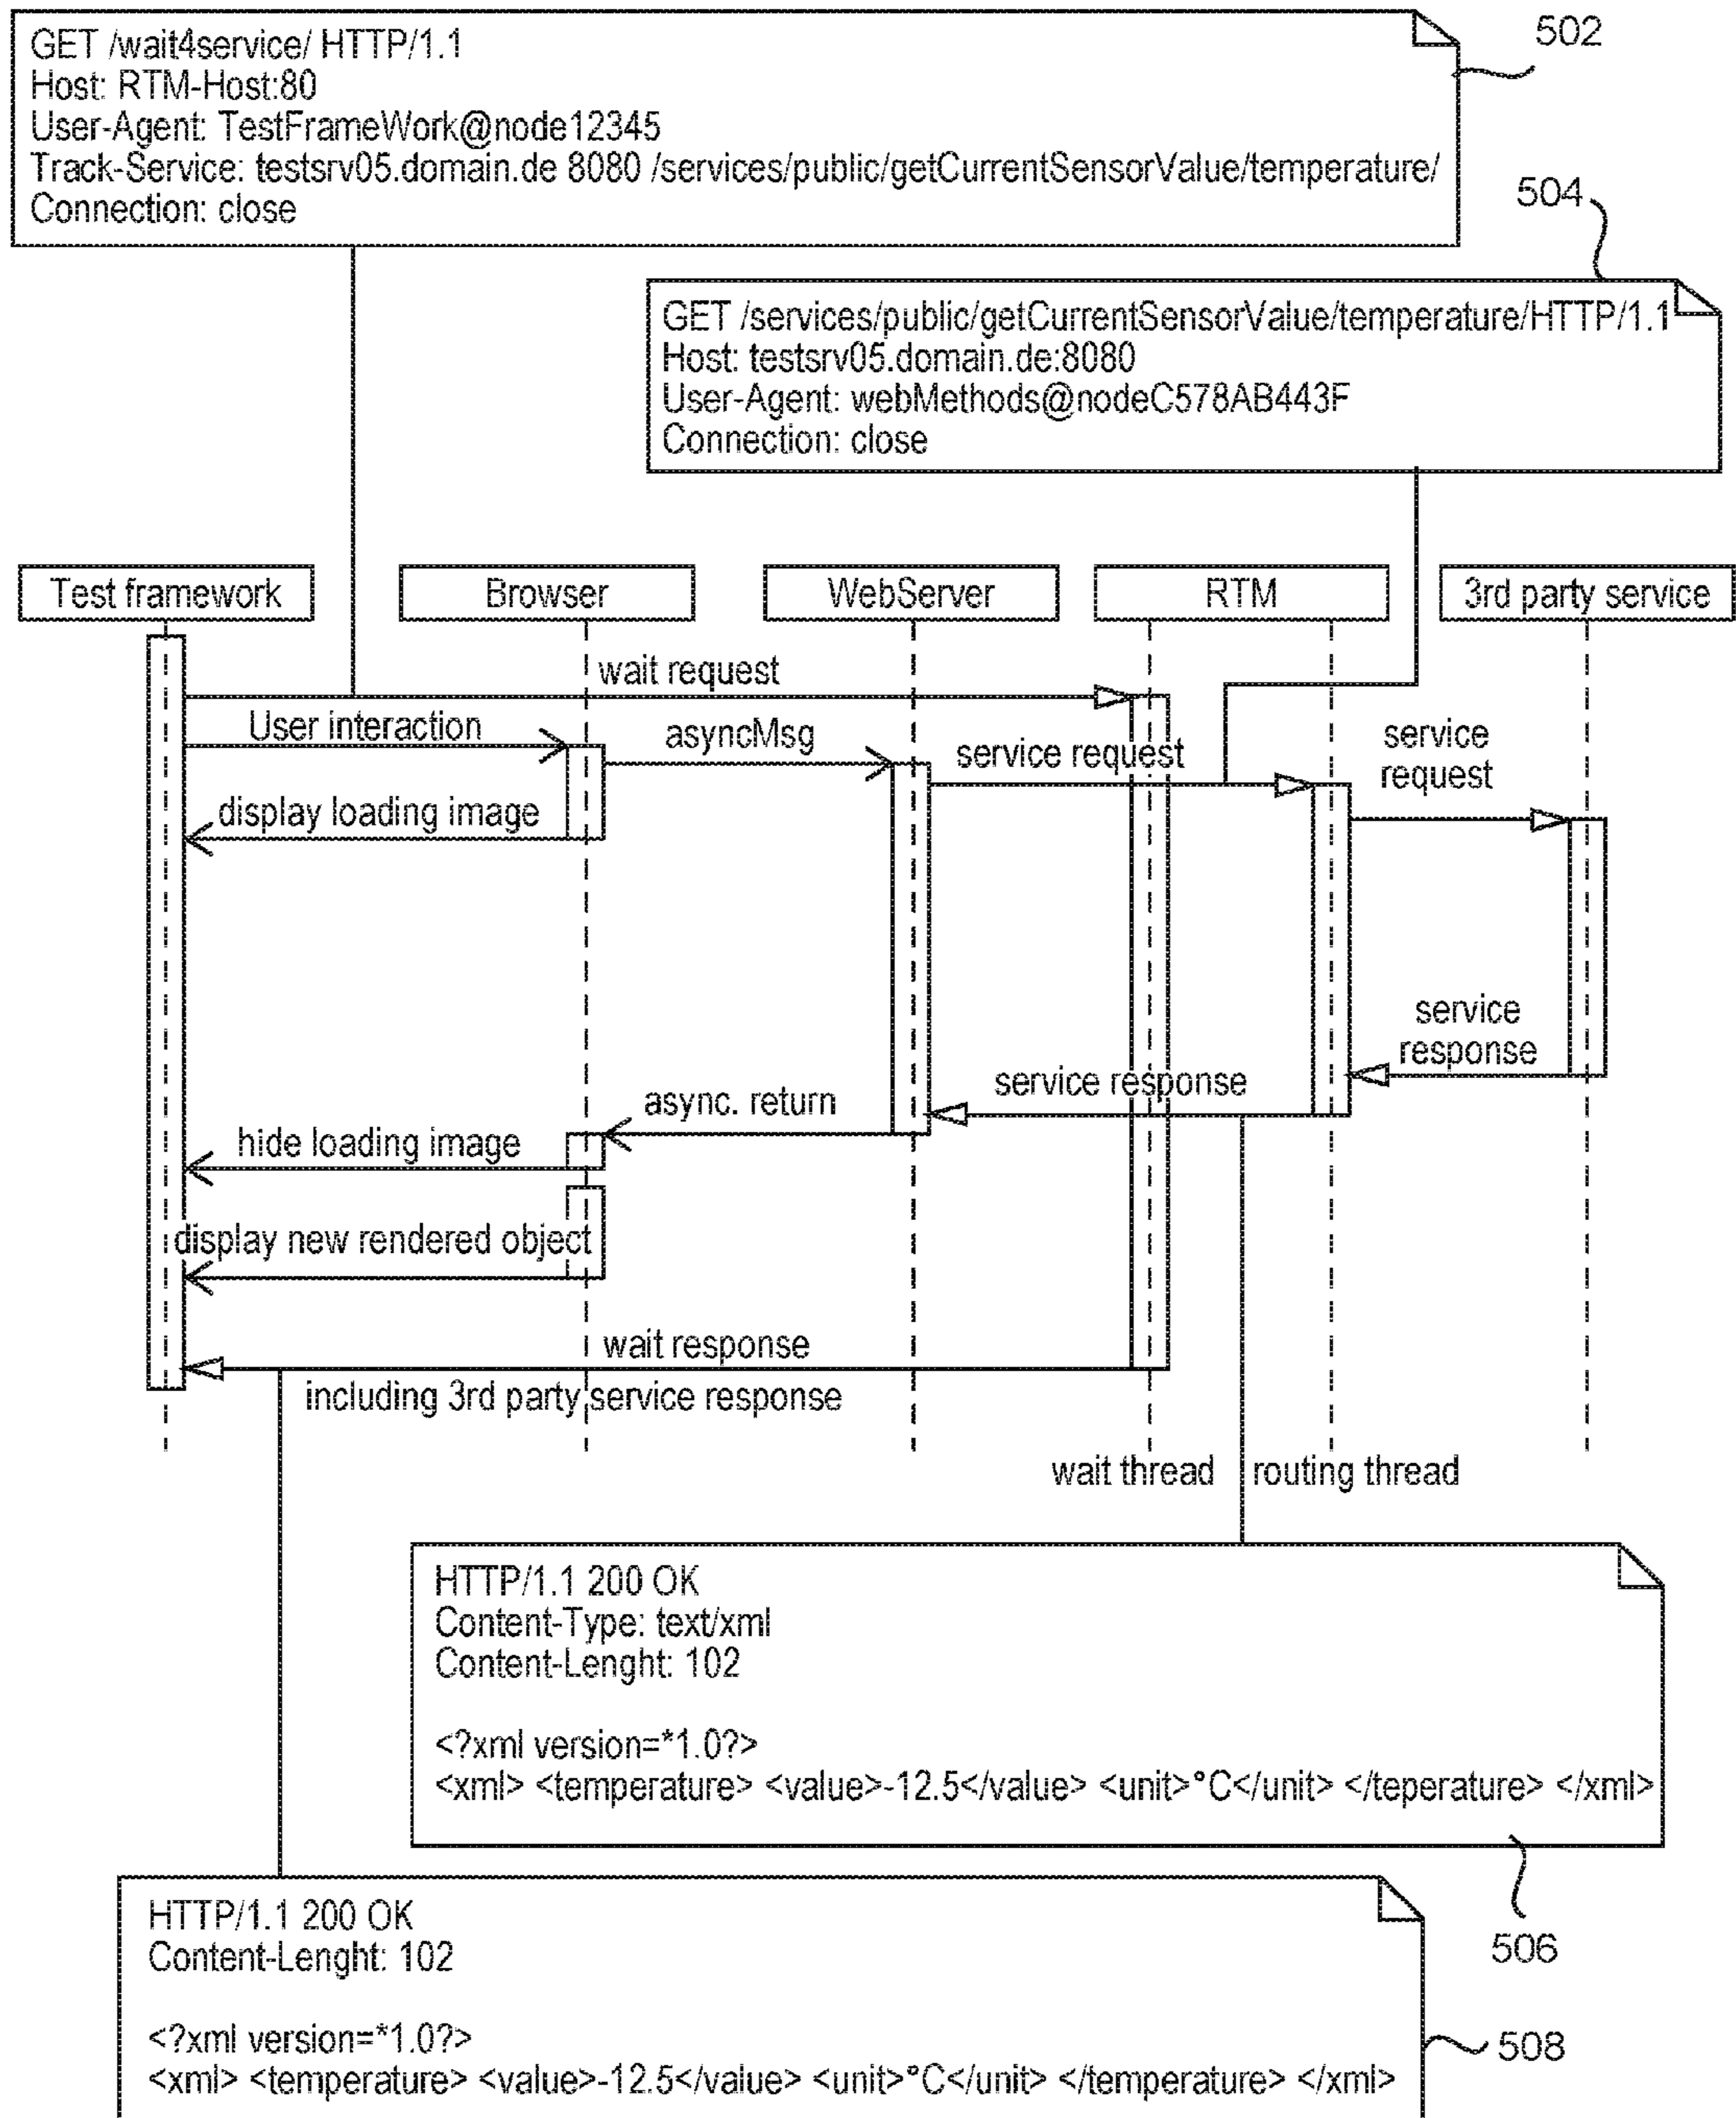 GET /wait4service/ HTTP/1.1
Host: RTM-Host:80
User-Agent: TestFrameWork@node12345
Track-Service: testsrv05.domain.de 8080 /services/public/getCurrentSensorValue/temperature/
Connection: close
502
504
GET /services/public/getCurrentSensorValue/temperature/HTTP/1.1
Host: testsrv05.domain.de:8080
User-Agent: webMethods@nodeC578AB443F
Connection: close
Test framework
Browser
WebServer
RTM
3rd party service
wait request
User interaction
asyncMsg
service request
service
request
display loading image
service
response
service response
async. return
hide loading image
display new rendered object
wait response
including 3rd party service response
wait thread
routing thread
HTTP/1.1 200 OK
Content-Type: text/xml
Content-Lenght: 102
<?xml version=*1.0?>
<xml> <temperature> <value>-12.5</value> <unit>°C</unit> </teperature> </xml>
506
HTTP/1.1 200 OK
Content-Lenght: 102
<?xml version=*1.0?>
<xml> <temperature> <value>-12.5</value> <unit>°C</unit> </temperature> </xml>
508